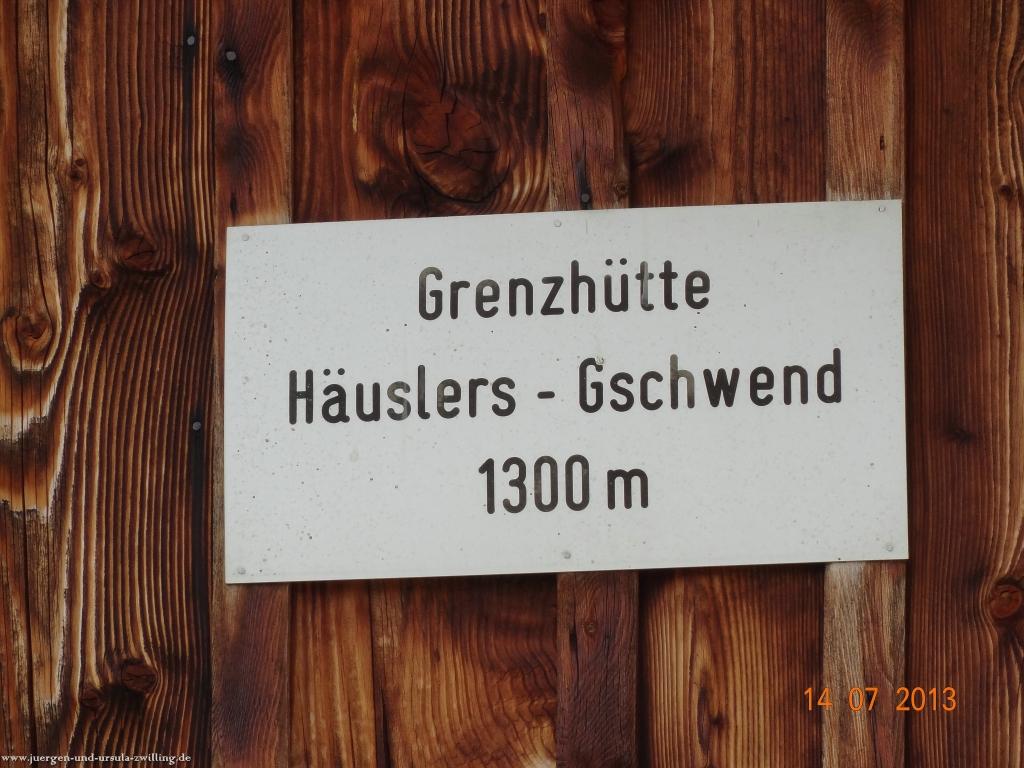 Grenzhütte
Häuslers - Gschwend
1300 m
14 07 2013
www.juergen-und-ursula-zwilling.de